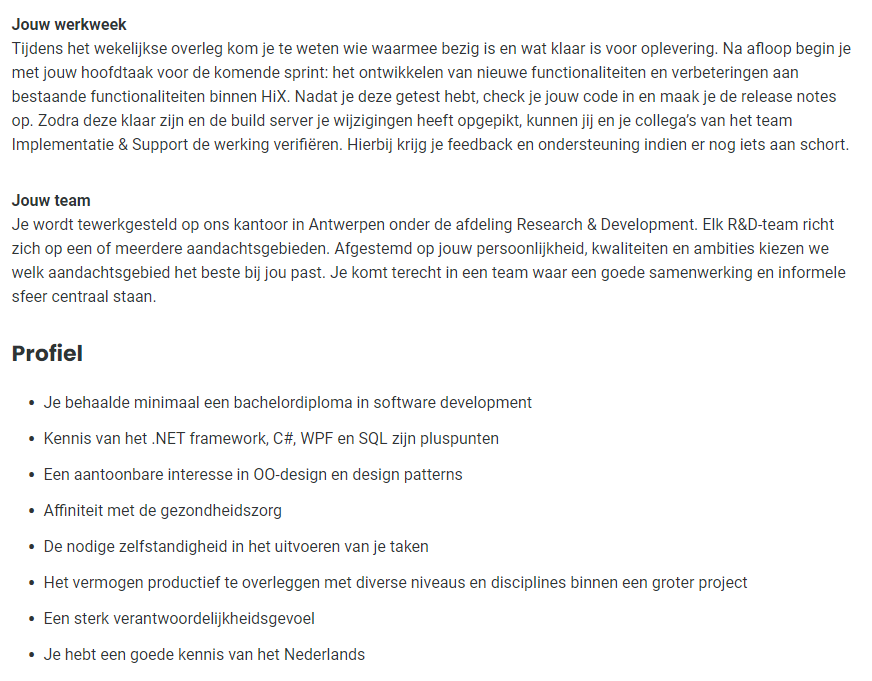 Jouw werkweek
Tijdens het wekelijkse overleg kom je te weten wie waarmee bezig is en wat klaar is voor oplevering. Na afloop begin je
met jouw hoofdtaak voor de komende sprint: het ontwikkelen van nieuwe functionaliteiten en verbeteringen aan
bestaande functionaliteiten binnen HiX. Nadat je deze getest hebt, check je jouw code in en maak je de release notes
op. Zodra deze klaar zijn en de build server je wijzigingen heeft opgepikt, kunnen jij en je collega’s van het team
Implementatie & Support de werking verifiëren. Hierbij krijg je feedback en ondersteuning indien er nog iets aan schort.
Jouw team
Je wordt tewerkgesteld op ons kantoor in Antwerpen onder de afdeling Research & Development. Elk R&D-team richt
zich op een of meerdere aandachtsgebieden. Afgestemd op jouw persoonlijkheid, kwaliteiten en ambities kiezen we
welk aandachtsgebied het beste bij jou past. Je komt terecht in een team waar een goede samenwerking en informele
sfeer centraal staan.
Profiel
• Je behaalde minimaal een bachelordiploma in software development
• Kennis van het .NET framework, C#, WPF en SQL zijn pluspunten
• Een aantoonbare interesse in OO-design en design patterns
• Affiniteit met de gezondheidszorg
• De nodige zelfstandigheid in het uitvoeren van je taken
• Het vermogen productief te overleggen met diverse niveaus en disciplines binnen een groter project
• Een sterk verantwoordelijkheidsgevoel
• Je hebt een goede kennis van het Nederlands